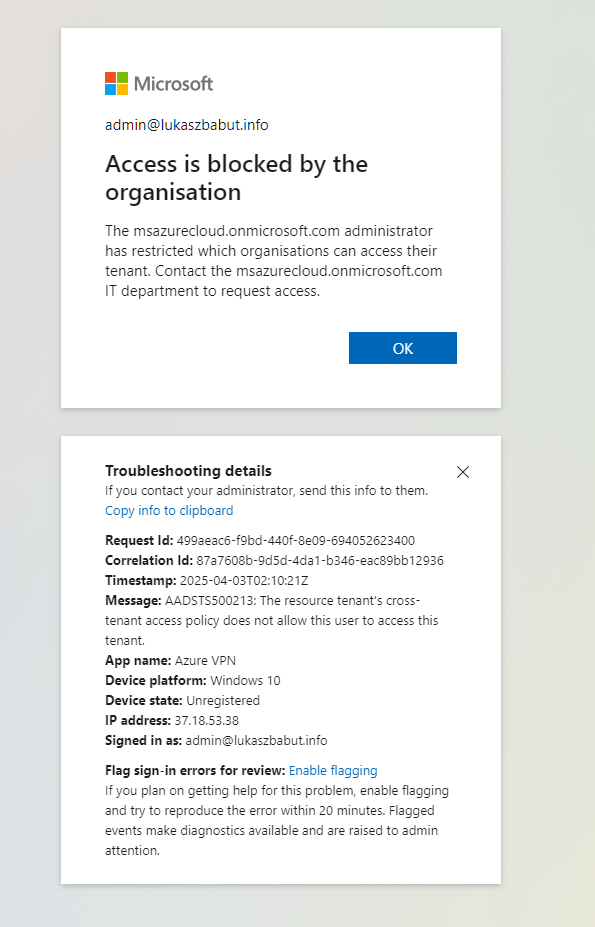 Microsoft
admin@lukaszbabut.info
Access is blocked by the
organisation
The msazurecloud.onmicrosoft.com administrator
has restricted which organisations can access their
tenant. Contact the msazurecloud.onmicrosoft.com
IT department to request access.
OK
Troubleshooting details
If you contact your administrator, send this info to them.
Copy info to clipboard
Request Id: 499aeac6-f9bd-440f-8e09-694052623400
Correlation Id: 87a7608b-9d5d-4da1-b346-eac89bb12936
Timestamp: 2025-04-03T02:10:21Z
Message: AADSTS500213: The resource tenant's cross-
tenant access policy does not allow this user to access this
tenant.
App name: Azure VPN
Device platform: Windows 10
Device state: Unregistered
IP address: 37.18.53.38
Signed in as: admin@lukaszbabut.info
Flag sign-in errors for review: Enable flagging
If you plan on getting help for this problem, enable flagging
and try to reproduce the error within 20 minutes. Flagged
events make diagnostics available and are raised to admin
attention.